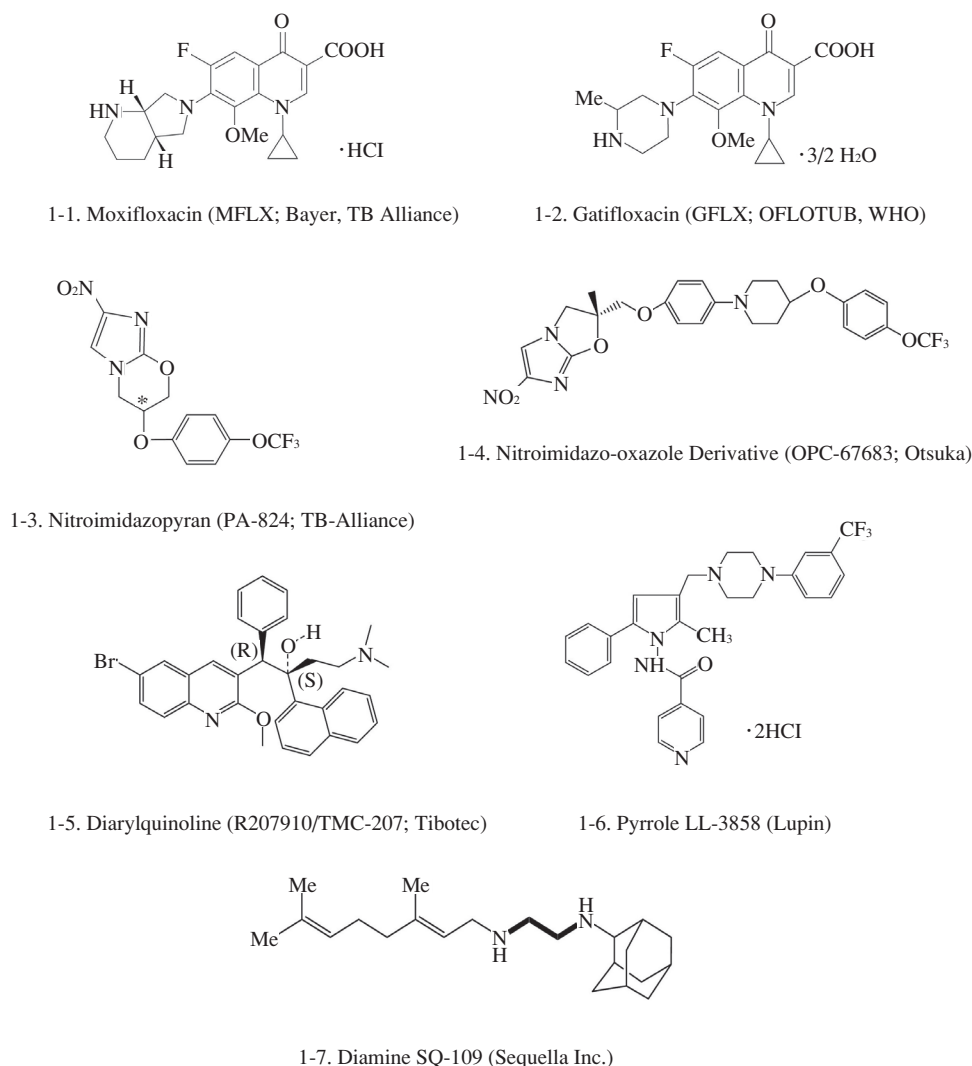 O
F
COOH
H
HN
N
N
OMe
H
·HCl
1-1. Moxifloxacin (MFLX; Bayer, TB Alliance)
O
F
COOH
Me
N
N
HN
OMe
·3/2 H₂O
1-2. Gatifloxacin (GFLX; OFLOTUB, WHO)
O₂N
N
N
O
*
O
OCF₃
1-3. Nitroimidazopyran (PA-824; TB-Alliance)
O
N
O
N
O
OCF₃
NO₂
N
1-4. Nitroimidazo-oxazole Derivative (OPC-67683; Otsuka)
H
O
N
(R)
Br
(S)
N
O
1-5. Diarylquinoline (R207910/TMC-207; Tibotec)
CF₃
N
N
N
CH₃
NH
O
·2HCl
N
1-6. Pyrrole LL-3858 (Lupin)
Me
Me
H
N
Me
N
H
1-7. Diamine SQ-109 (Sequella Inc.)